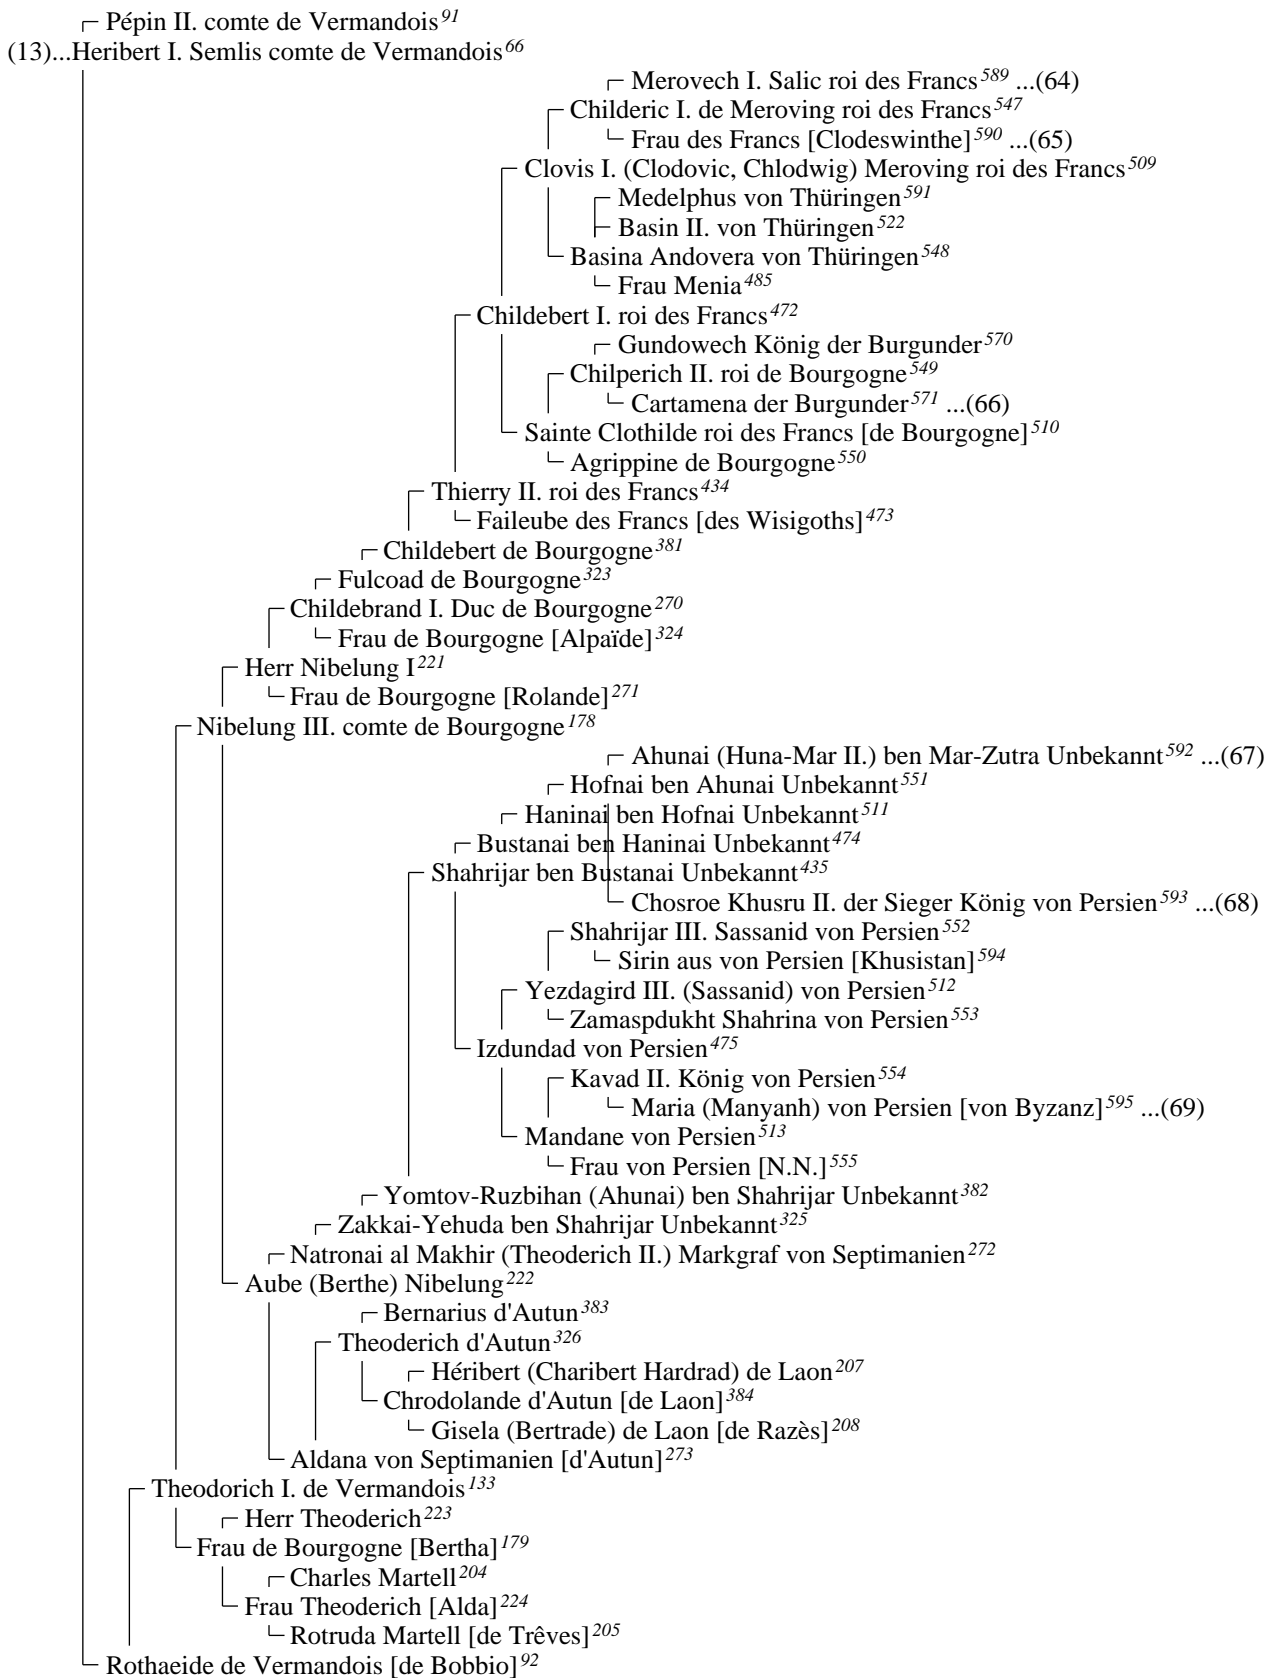 Pépin II. comte de Vermandois91
(13)...Heribert I. Semlis comte de Vermandois66
Merovech I. Salic roi des Francs589 ...(64)
Childeric I. de Meroving roi des Francs547
Frau des Francs [Clodeswinthe]590 ...(65)
Clovis I. (Clodovic, Chlodwig) Meroving roi des Francs509
Medelphus von Thüringen591
Basin II. von Thüringen522
Basina Andovera von Thüringen548
Frau Menia485
Childebert I. roi des Francs472
Gundowech König der Burgunder570
Chilperich II. roi de Bourgogne549
Cartamena der Burgunder571 ...(66)
Sainte Clothilde roi des Francs [de Bourgogne]510
Agrippine de Bourgogne550
Thierry II. roi des Francs434
Faileube des Francs [des Wisigoths]473
Childebert de Bourgogne381
Fulcoad de Bourgogne323
Childebrand I. Duc de Bourgogne270
Frau de Bourgogne [Alpaïde]324
Herr Nibelung I221
Frau de Bourgogne [Rolande]271
Nibelung III. comte de Bourgogne178
Ahunai (Huna-Mar II.) ben Mar-Zutra Unbekannt592 ...(67)
Hofnai ben Ahunai Unbekannt551
Haninai ben Hofnai Unbekannt511
Bustanai ben Haninai Unbekannt474
Shahrijar ben Bustanai Unbekannt435
Chosroe Khusru II. der Sieger König von Persien593 ...(68)
Shahrijar III. Sassanid von Persien552
Sirin aus von Persien [Khusistan]594
Yezdagird III. (Sassanid) von Persien512
Zamaspdukht Shahrina von Persien553
Izdundad von Persien475
Kavad II. König von Persien554
Maria (Manyanh) von Persien [von Byzanz]595 ...(69)
Mandane von Persien513
Frau von Persien [N.N.]555
Yomtov-Ruzbihan (Ahunai) ben Shahrijar Unbekannt382
Zakkai-Yehuda ben Shahrijar Unbekannt325
Natronai al Makhir (Theoderich II.) Markgraf von Septimanien272
Aube (Berthe) Nibelung222
Bernarius d'Autun383
Theoderich d'Autun326
Héribert (Charibert Hardrad) de Laon207
Chrodolande d'Autun [de Laon]384
Gisela (Bertrade) de Laon [de Razès]208
Aldana von Septimanien [d'Autun]273
Theodorich I. de Vermandois133
Herr Theoderich223
Frau de Bourgogne [Bertha]179
Charles Martell204
Frau Theoderich [Alda]224
Rotruda Martell [de Trêves]205
Rothaeide de Vermandois [de Bobbio]92